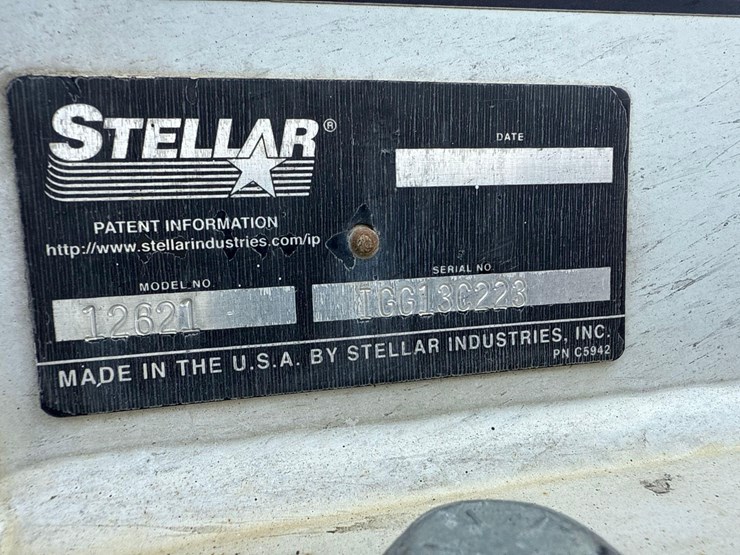 STELLAR®
DATE
PATENT INFORMATION
http://www.stellarindustries.com/ip
MODEL NO.
SERIAL NO.
12621
IGG13C223
MADE IN THE U.S.A. BY STELLAR INDUSTRIES, INC.
PN C5942